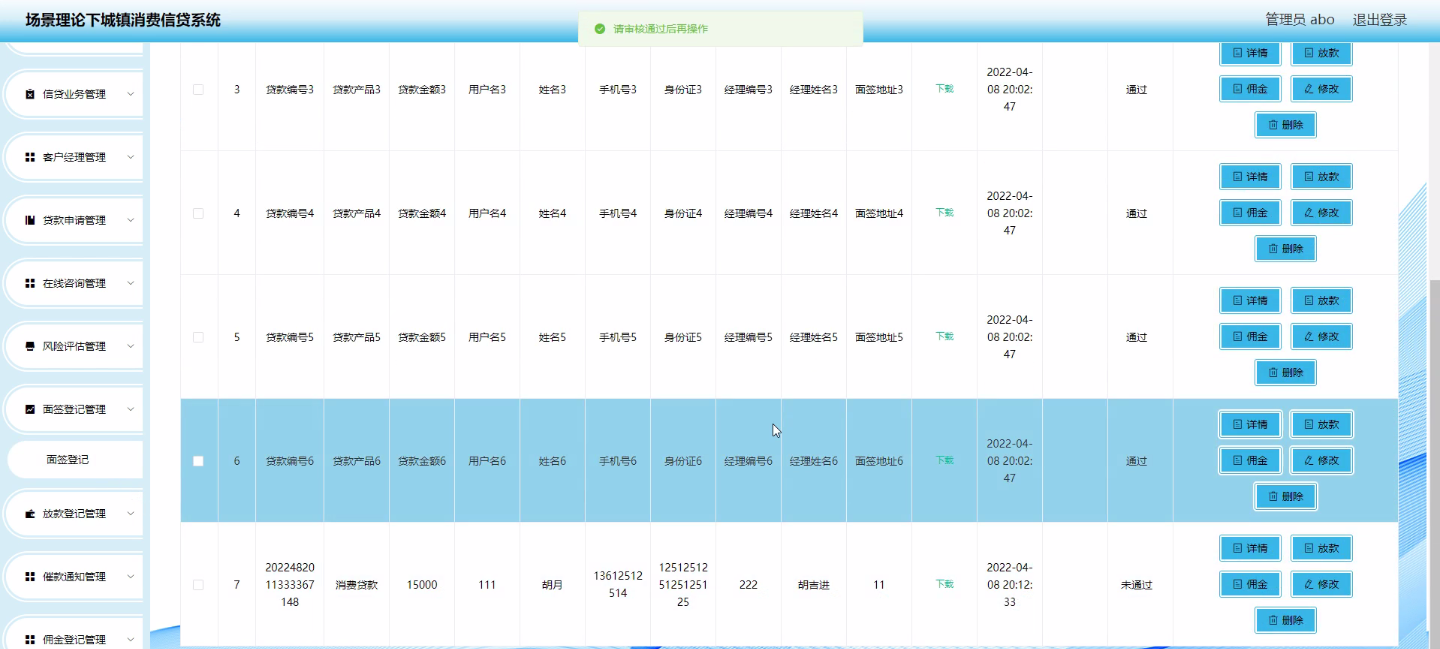 场景理论下城镇消费信贷系统
请审核通过后再操作
管理员 abo 退出登录
信贷业务管理
客户经理管理
贷款申请管理
在线咨询管理
风险评估管理
面签登记管理
面签登记
放款登记管理
催款通知管理
佣金登记管理
详情 放款
3 贷款编号3 贷款产品3 贷款金额3 用户名3 姓名3 手机号3 身份证3 经理编号3 经理姓名3 面签地址3 下载 2022-04-08 20:02:47 通过
佣金 修改
删除
详情 放款
4 贷款编号4 贷款产品4 贷款金额4 用户名4 姓名4 手机号4 身份证4 经理编号4 经理姓名4 面签地址4 下载 2022-04-08 20:02:47 通过
佣金 修改
删除
详情 放款
5 贷款编号5 贷款产品5 贷款金额5 用户名5 姓名5 手机号5 身份证5 经理编号5 经理姓名5 面签地址5 下载 2022-04-08 20:02:47 通过
佣金 修改
删除
详情 放款
6 贷款编号6 贷款产品6 贷款金额6 用户名6 姓名6 手机号6 身份证6 经理编号6 经理姓名6 面签地址6 下载 2022-04-08 20:02:47 通过
佣金 修改
删除
详情 放款
7 2022482011333367148 消费贷款 15000 111 胡月 13612512514 125125125125125125 222 胡吉进 11 下载 2022-04-08 20:12:33 未通过
佣金 修改
删除